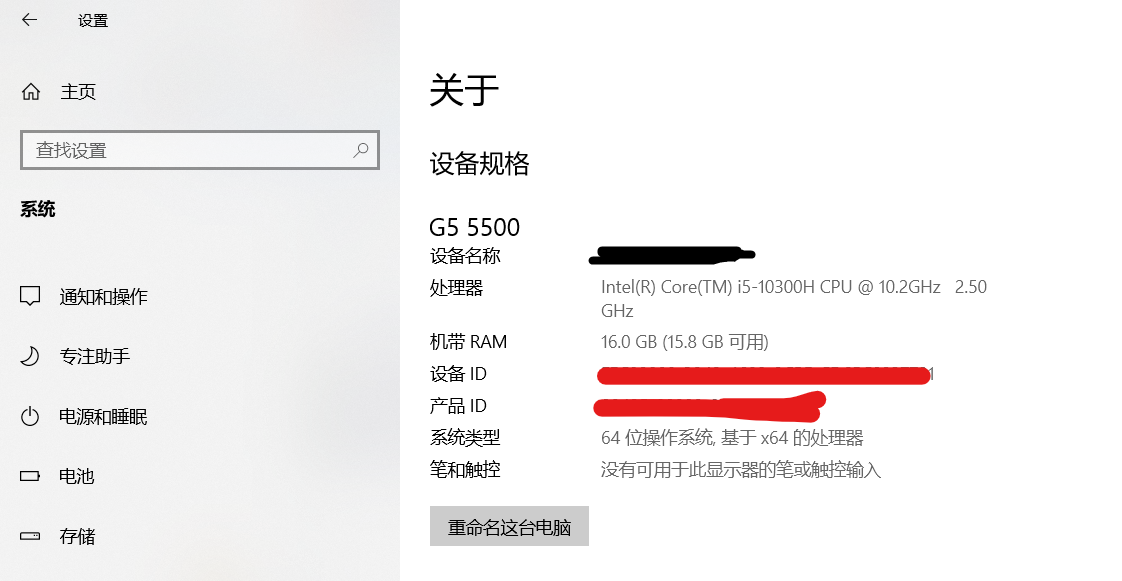 设置
主页
查找设置
系统
通知和操作
专注助手
电源和睡眠
电池
存储
关于
设备规格
G5 5500
设备名称
处理器 Intel(R) Core(TM) i5-10300H CPU @ 10.2GHz 2.50
GHz
机带 RAM 16.0 GB (15.8 GB 可用)
设备 ID
产品 ID
系统类型 64 位操作系统, 基于 x64 的处理器
笔和触控 没有可用于此显示器的笔或触控输入
重命名这台电脑